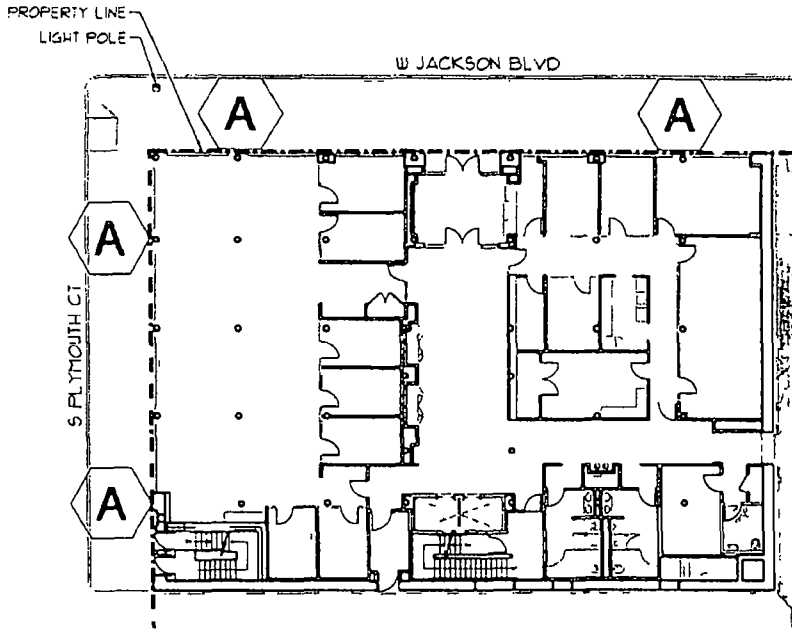 PROPERTY LINE
LIGHT POLE
W JACKSON BLVD
A
A
A
S PLYMOUTH CT
A